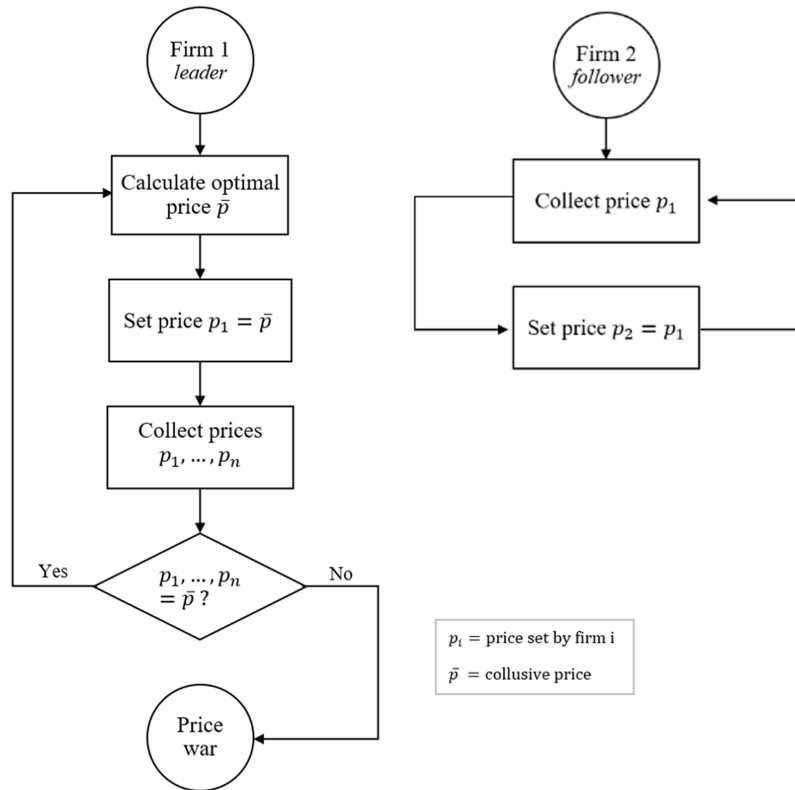 Firm 1
leader
Calculate optimal
price p̄
Set price p₁ = p̄
Collect prices
p₁, ..., pₙ
p₁, ..., pₙ
= p̄ ?
Yes
No
Price
war
Firm 2
follower
Collect price p₁
Set price p₂ = p₁
pᵢ = price set by firm i
p̄ = collusive price